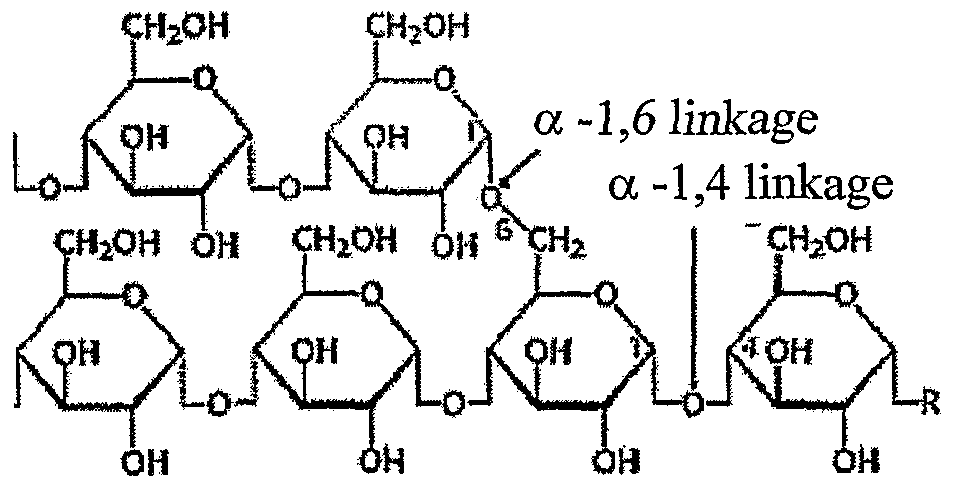 CH₂OH CH₂OH
O O
OH OH 1 α -1,6 linkage
O O O α -1,4 linkage
OH OH 6 CH₂
CH₂OH CH₂OH CH₂OH
O O O O
OH OH OH 1 4 OH
O O O R
OH OH OH OH